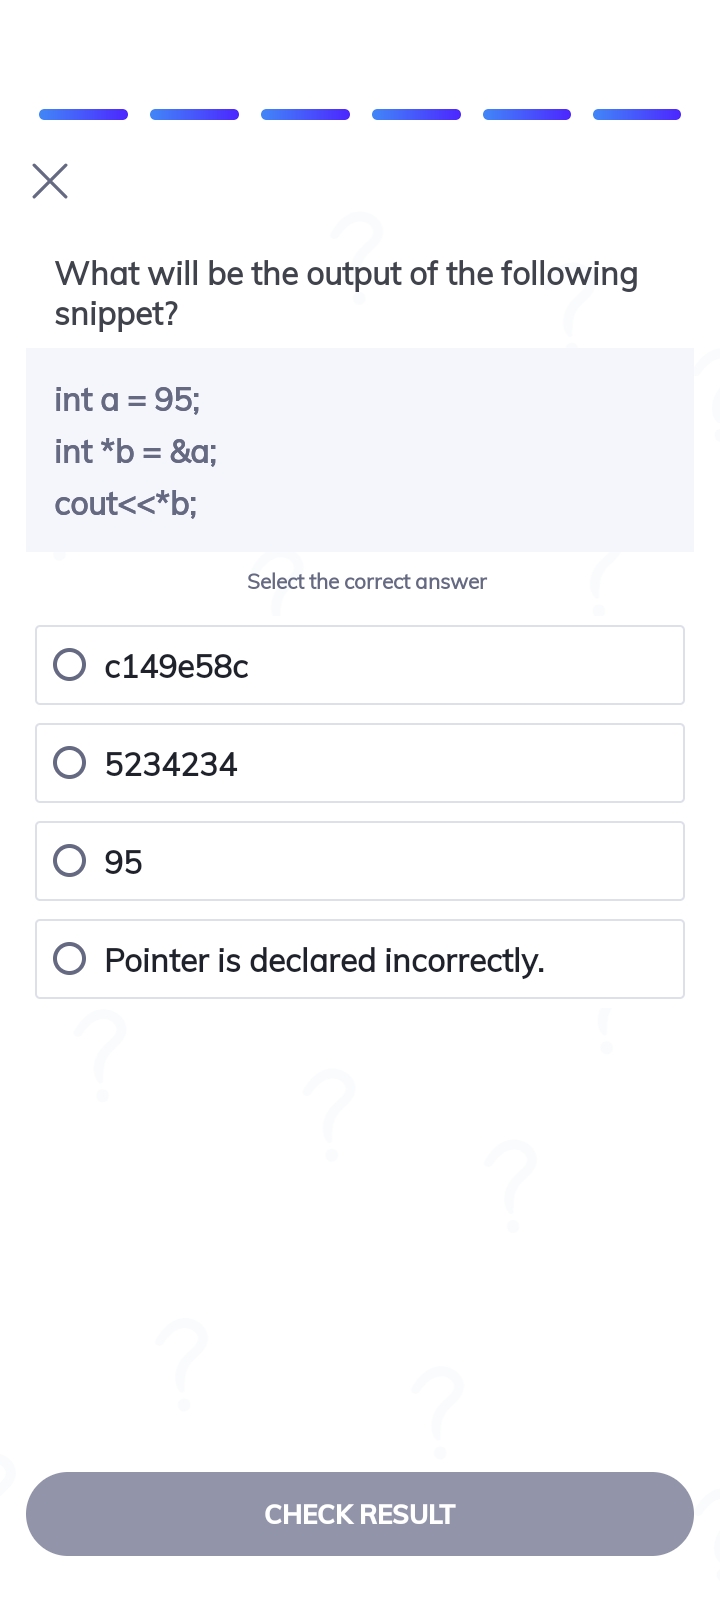 What will be the output of the following
snippet?
int a = 95;
int *b = &a;
cout<<*b;
Select the correct answer
c149e58c
5234234
95
Pointer is declared incorrectly.
CHECK RESULT